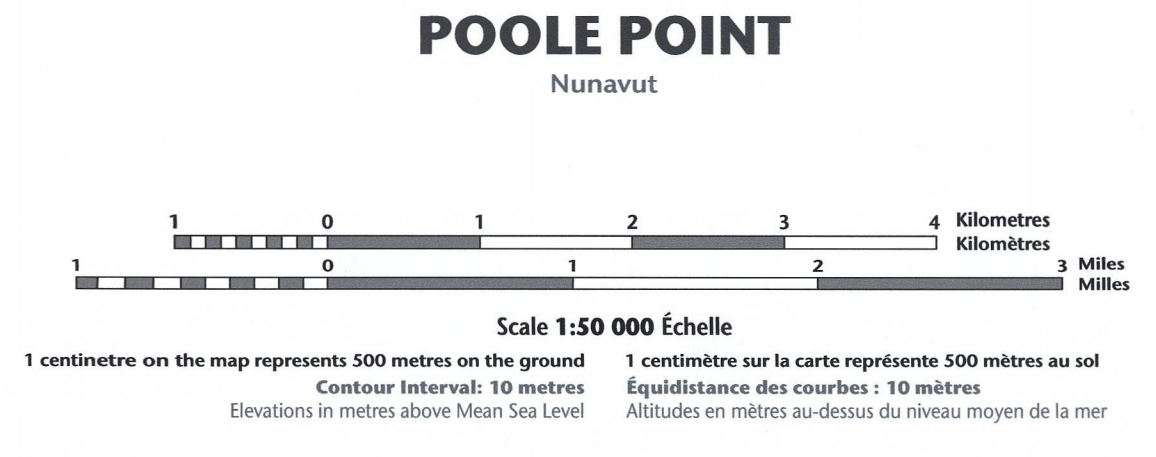 POOLE POINT
Nunavut
1 0 1 2 3 4 Kilometres
Kilomètres
1 0 1 2 3 Miles
Milles
Scale 1:50 000 Échelle
1 centinetre on the map represents 500 metres on the ground
Contour Interval: 10 metres
Elevations in metres above Mean Sea Level
1 centimètre sur la carte représente 500 mètres au sol
Équidistance des courbes : 10 mètres
Altitudes en mètres au-dessus du niveau moyen de la mer